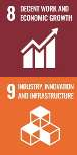 8 DECENT WORK AND
ECONOMIC GROWTH
9 INDUSTRY, INNOVATION
AND INFRASTRUCTURE